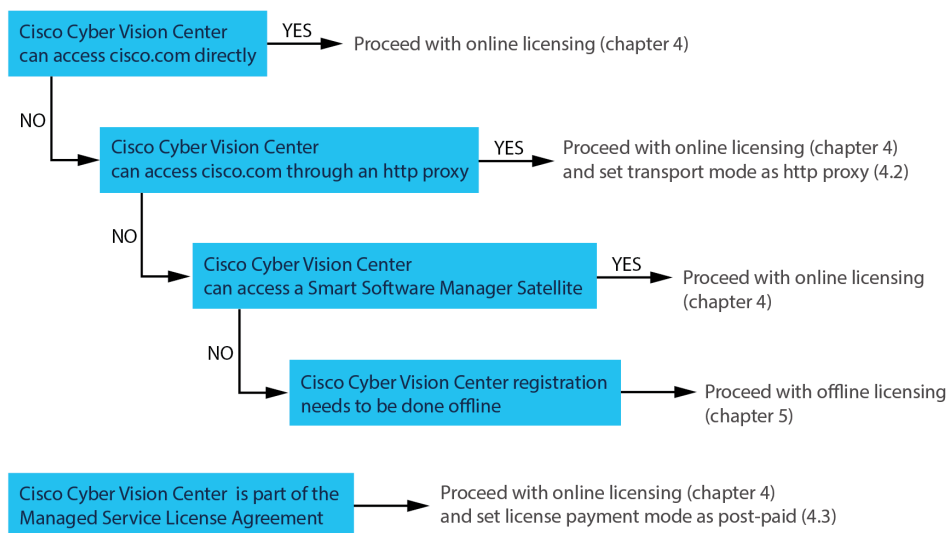 Cisco Cyber Vision Center
can access cisco.com directly
YES
Proceed with online licensing (chapter 4)
NO
Cisco Cyber Vision Center
can access cisco.com through an http proxy
YES
Proceed with online licensing (chapter 4)
and set transport mode as http proxy (4.2)
NO
Cisco Cyber Vision Center
can access a Smart Software Manager Satellite
YES
Proceed with online licensing
(chapter 4)
NO
Cisco Cyber Vision Center registration
needs to be done offline
Proceed with offline licensing
(chapter 5)
Cisco Cyber Vision Center is part of the
Managed Service License Agreement
Proceed with online licensing (chapter 4)
and set license payment mode as post-paid (4.3)